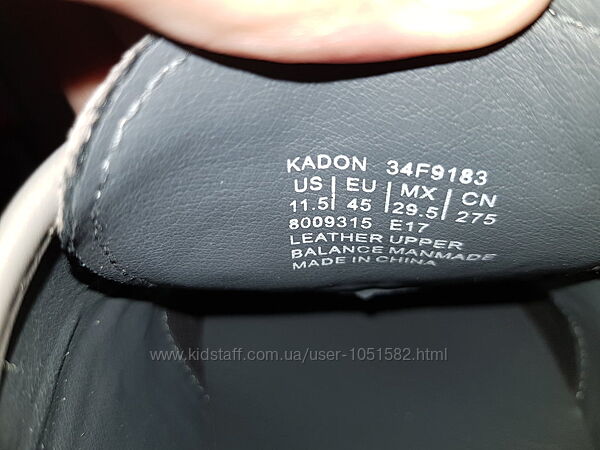 KADON 34F9183
US | EU | MX | CN
11.5 | 45 | 29.5 | 275
8009315 E17
LEATHER UPPER
BALANCE MANMADE
MADE IN CHINA
www.kidstaff.com.ua/user-1051582.html